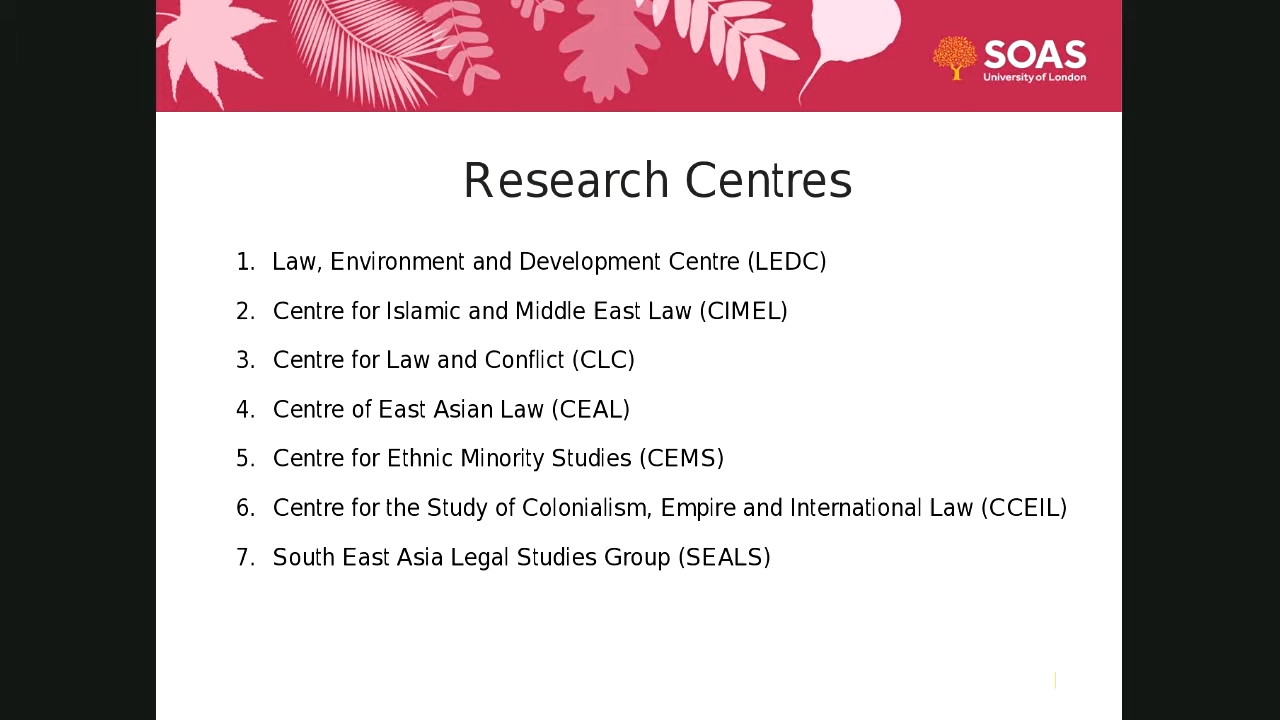 SOAS
University of London
Research Centres
1. Law, Environment and Development Centre (LEDC)
2. Centre for Islamic and Middle East Law (CIMEL)
3. Centre for Law and Conflict (CLC)
4. Centre of East Asian Law (CEAL)
5. Centre for Ethnic Minority Studies (CEMS)
6. Centre for the Study of Colonialism, Empire and International Law (CCEIL)
7. South East Asia Legal Studies Group (SEALS)